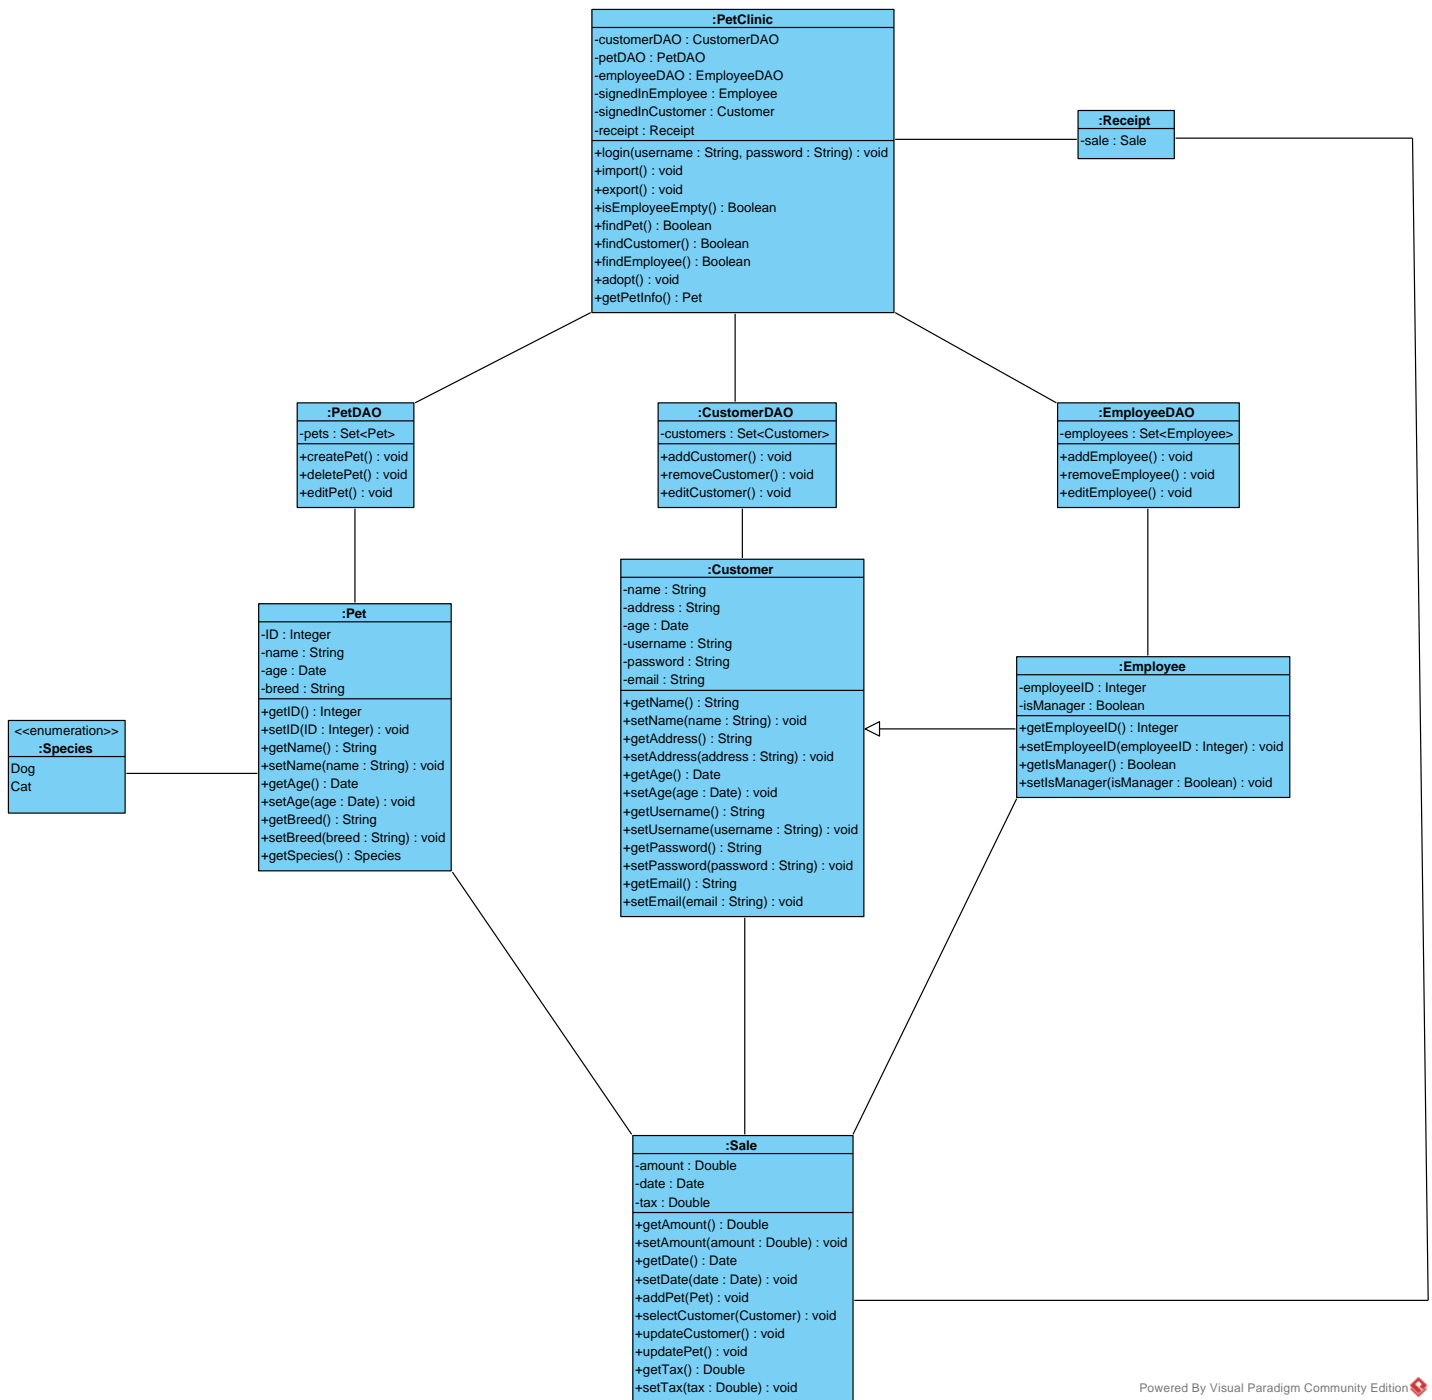 :PetClinic
-customerDAO : CustomerDAO
-petDAO : PetDAO
-employeeDAO : EmployeeDAO
-signedInEmployee : Employee
-signedInCustomer : Customer
-receipt : Receipt
+login(username : String, password : String) : void
+import() : void
+export() : void
+isEmployeeEmpty() : Boolean
+findPet() : Boolean
+findCustomer() : Boolean
+findEmployee() : Boolean
+adopt() : void
+getPetInfo() : Pet
:Receipt
-sale : Sale
:PetDAO
-pets : Set<Pet>
+createPet() : void
+deletePet() : void
+editPet() : void
:CustomerDAO
-customers : Set<Customer>
+addCustomer() : void
+removeCustomer() : void
+editCustomer() : void
:EmployeeDAO
-employees : Set<Employee>
+addEmployee() : void
+removeEmployee() : void
+editEmployee() : void
<<enumeration>>
:Species
Dog
Cat
:Pet
-ID : Integer
-name : String
-age : Date
-breed : String
+getID() : Integer
+setID(ID : Integer) : void
+getName() : String
+setName(name : String) : void
+getAge() : Date
+setAge(age : Date) : void
+getBreed() : String
+setBreed(breed : String) : void
+getSpecies() : Species
:Customer
-name : String
-address : String
-age : Date
-username : String
-password : String
-email : String
+getName() : String
+setName(name : String) : void
+getAddress() : String
+setAddress(address : String) : void
+getAge() : Date
+setAge(age : Date) : void
+getUsername() : String
+setUsername(username : String) : void
+getPassword() : String
+setPassword(password : String) : void
+getEmail() : String
+setEmail(email : String) : void
:Employee
-employeeID : Integer
-isManager : Boolean
+getEmployeeID() : Integer
+setEmployeeID(employeeID : Integer) : void
+getIsManager() : Boolean
+setIsManager(isManager : Boolean) : void
:Sale
-amount : Double
-date : Date
-tax : Double
+getAmount() : Double
+setAmount(amount : Double) : void
+getDate() : Date
+setDate(date : Date) : void
+addPet(Pet) : void
+selectCustomer(Customer) : void
+updateCustomer() : void
+updatePet() : void
+getTax() : Double
+setTax(tax : Double) : void
Powered By Visual Paradigm Community Edition